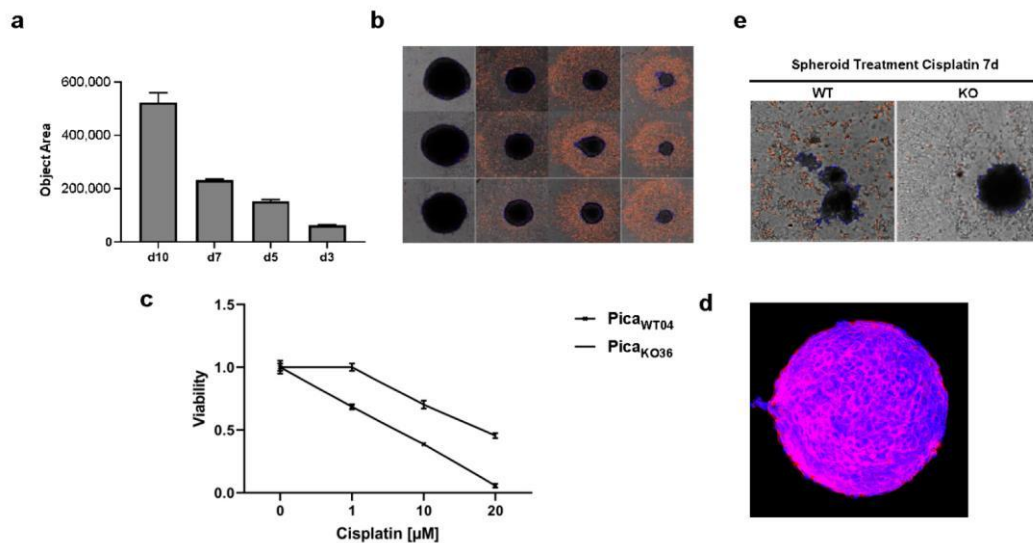 a
Object Area
600,000
400,000
200,000
0
d10 d7 d5 d3
b
e
Spheroid Treatment Cisplatin 7d
WT KO
c
Viability
1.5
1.0
0.5
0.0
0 1 10 20
Cisplatin [µM]
PicaWT04
PicaKO36
d